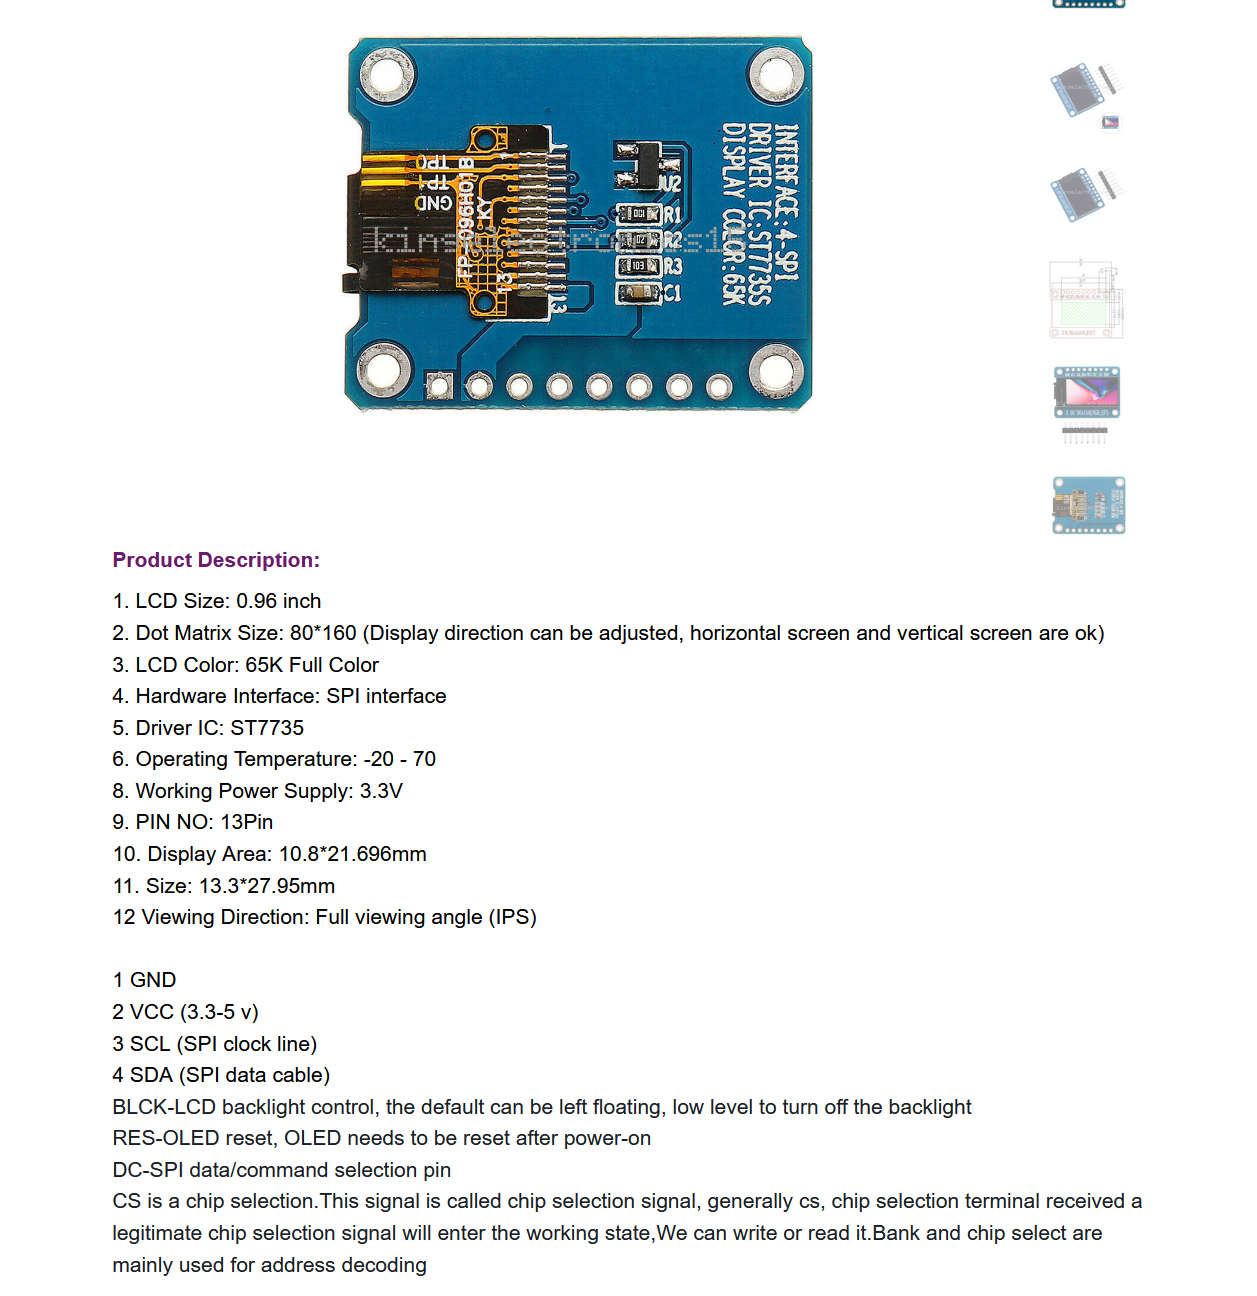 INTERFACE:4-SPI
DRIVER IC:ST7735S
DISPLAY COLOR:65K
TP0
TP1
GND
FP-096H01B
KY
1
13
1
13
U2
R1
001
R2
102
R3
103
C1
Product Description:
1. LCD Size: 0.96 inch
2. Dot Matrix Size: 80*160 (Display direction can be adjusted, horizontal screen and vertical screen are ok)
3. LCD Color: 65K Full Color
4. Hardware Interface: SPI interface
5. Driver IC: ST7735
6. Operating Temperature: -20 - 70
8. Working Power Supply: 3.3V
9. PIN NO: 13Pin
10. Display Area: 10.8*21.696mm
11. Size: 13.3*27.95mm
12 Viewing Direction: Full viewing angle (IPS)
1 GND
2 VCC (3.3-5 v)
3 SCL (SPI clock line)
4 SDA (SPI data cable)
BLCK-LCD backlight control, the default can be left floating, low level to turn off the backlight
RES-OLED reset, OLED needs to be reset after power-on
DC-SPI data/command selection pin
CS is a chip selection.This signal is called chip selection signal, generally cs, chip selection terminal received a
legitimate chip selection signal will enter the working state,We can write or read it.Bank and chip select are
mainly used for address decoding